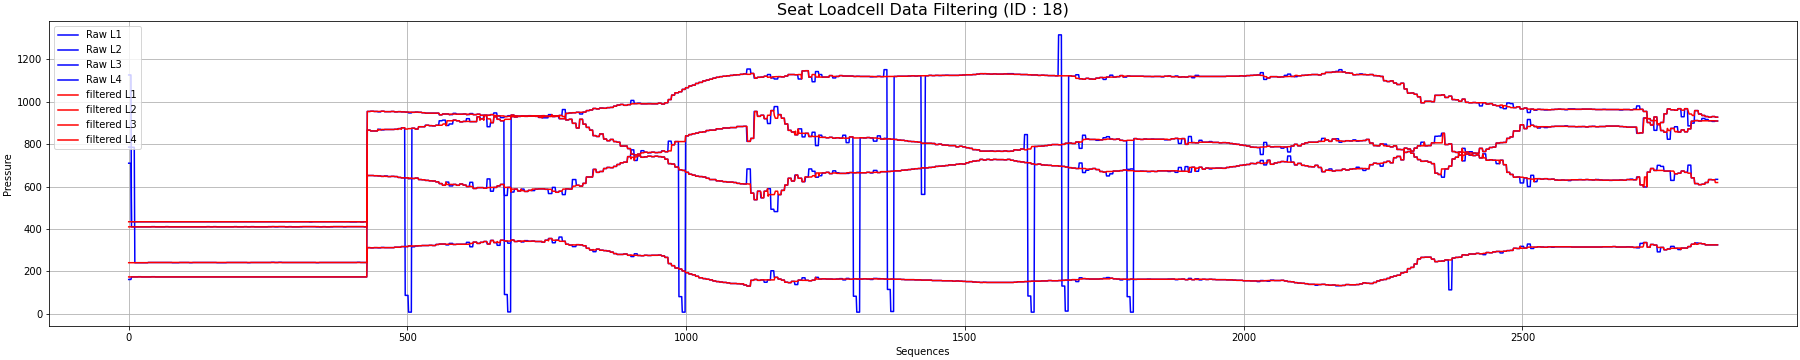 Seat Loadcell Data Filtering (ID : 18)
Raw L1
Raw L2
Raw L3
Raw L4
filtered L1
filtered L2
filtered L3
filtered L4
Pressure
1200
1000
800
600
400
200
0
0 500 1000 1500 2000 2500
Sequences